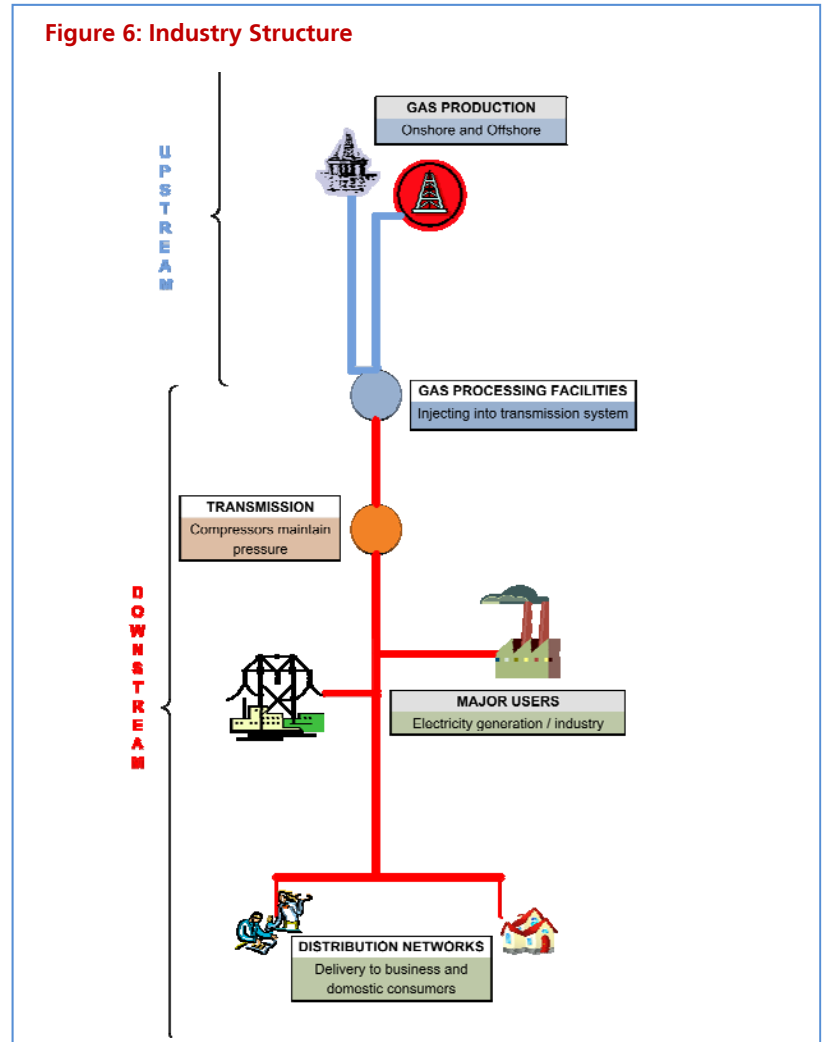 Figure 6: Industry Structure
UPSTREAM
GAS PRODUCTION
Onshore and Offshore
GAS PROCESSING FACILITIES
Injecting into transmission system
DOWNSTREAM
TRANSMISSION
Compressors maintain
pressure
MAJOR USERS
Electricity generation / industry
DISTRIBUTION NETWORKS
Delivery to business and
domestic consumers